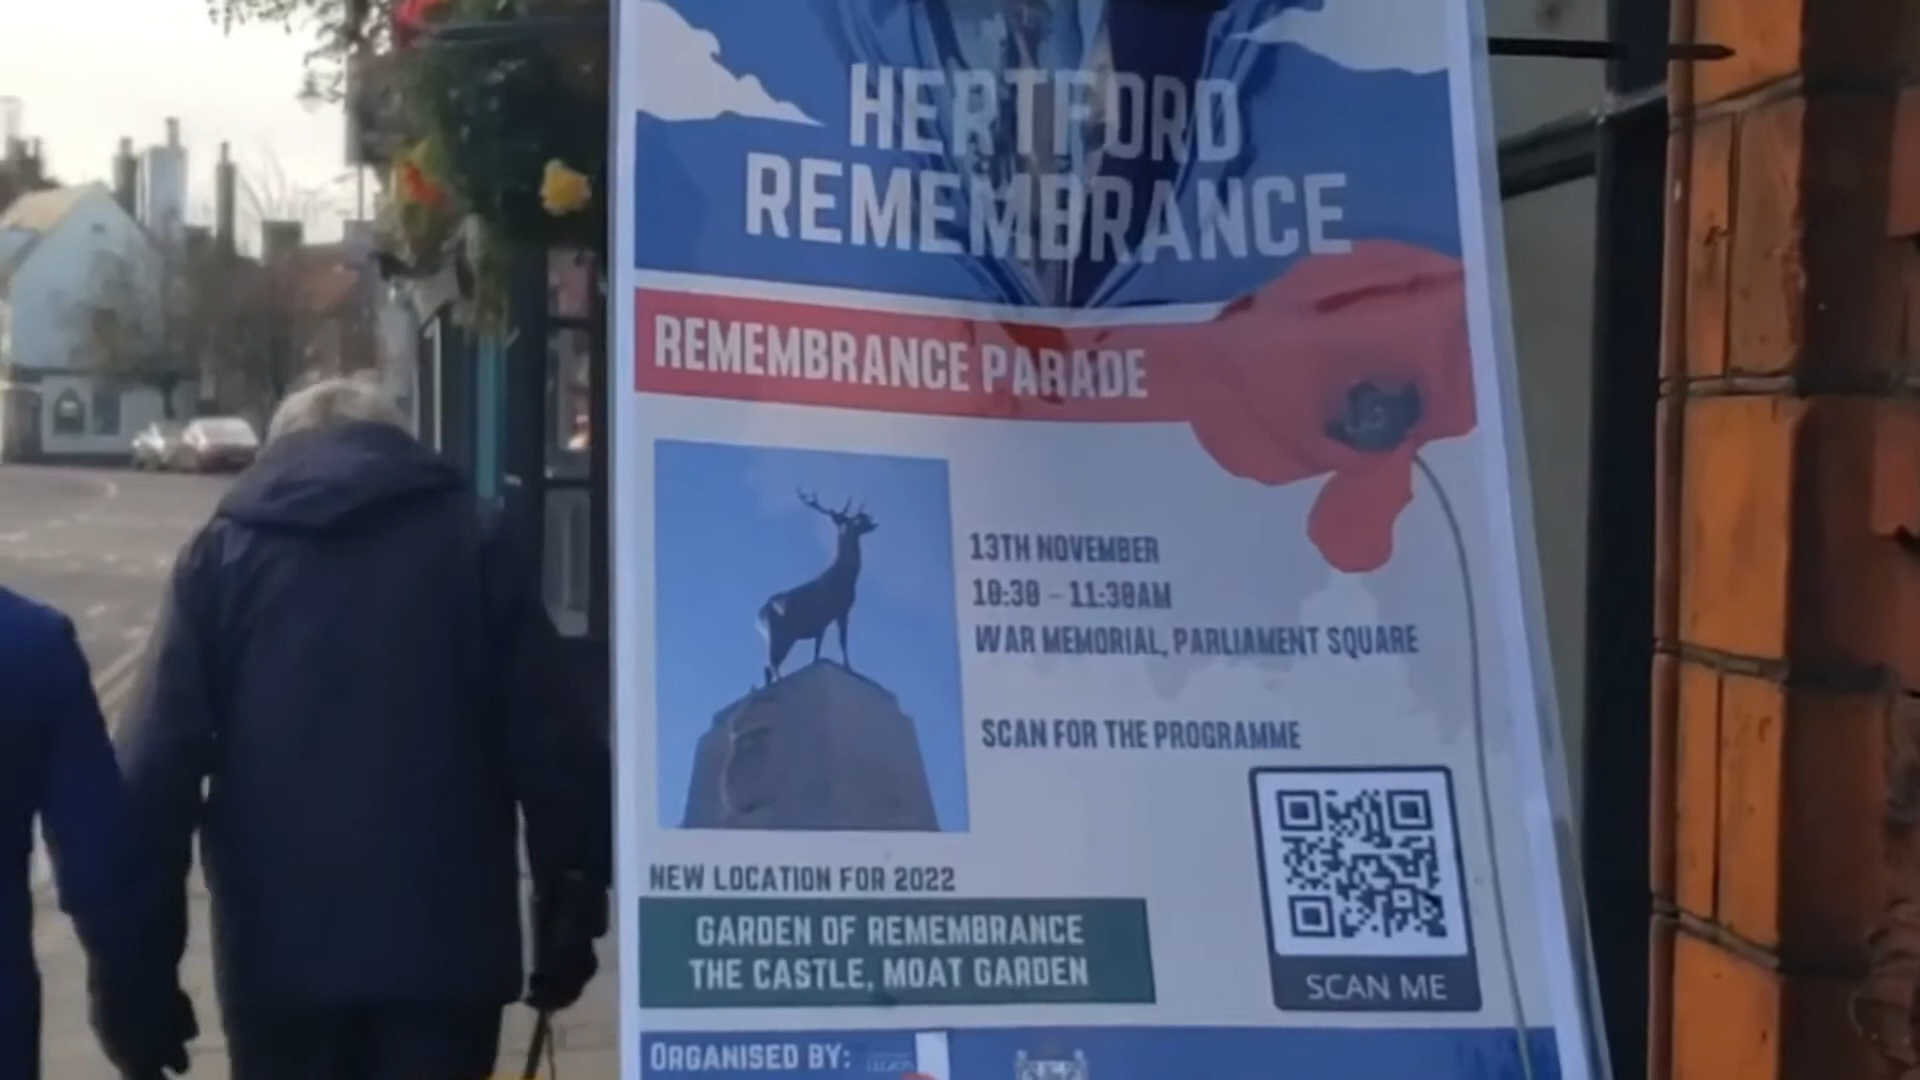 HERTFORD
REMEMBRANCE
REMEMBRANCE PARADE
13TH NOVEMBER
10:30 – 11:30AM
WAR MEMORIAL, PARLIAMENT SQUARE
SCAN FOR THE PROGRAMME
NEW LOCATION FOR 2022
GARDEN OF REMEMBRANCE
THE CASTLE, MOAT GARDEN
SCAN ME
ORGANISED BY: